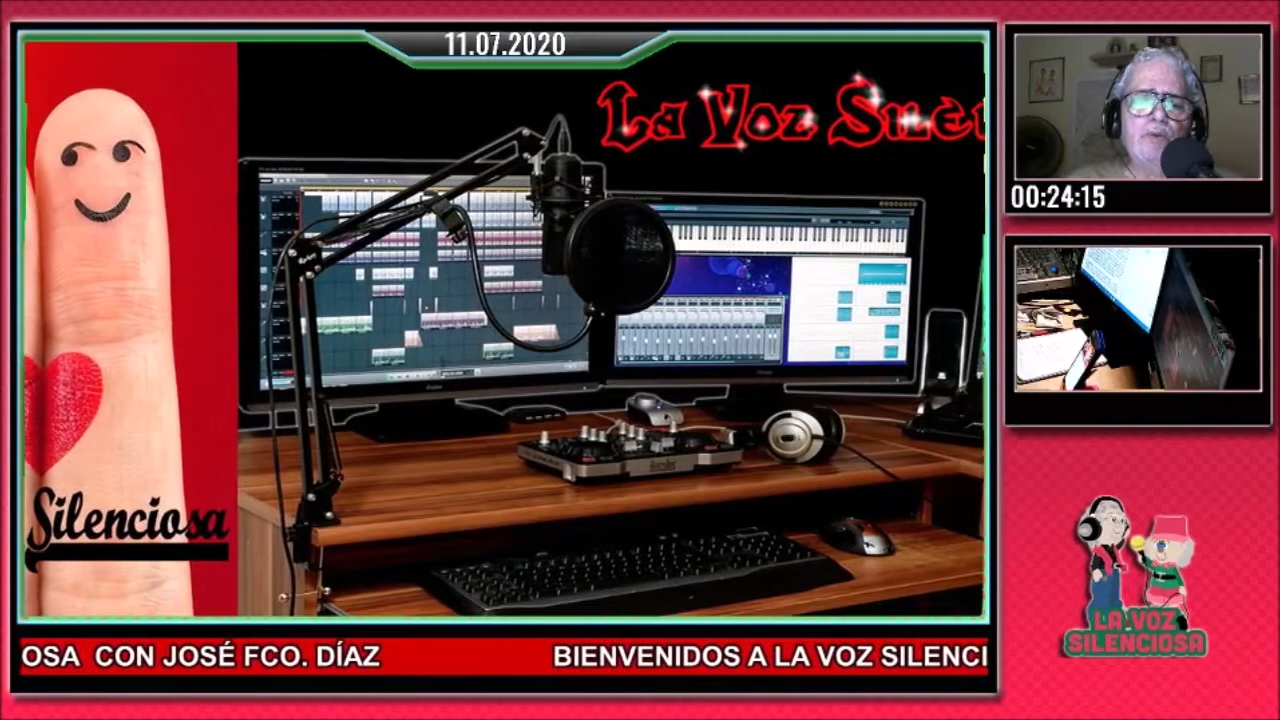 11.07.2020
La Voz Silen
00:24:15
Silenciosa
LA VOZ
SILENCIOSA
OSA CON JOSÉ FCO. DÍAZ BIENVENIDOS A LA VOZ SILENCI